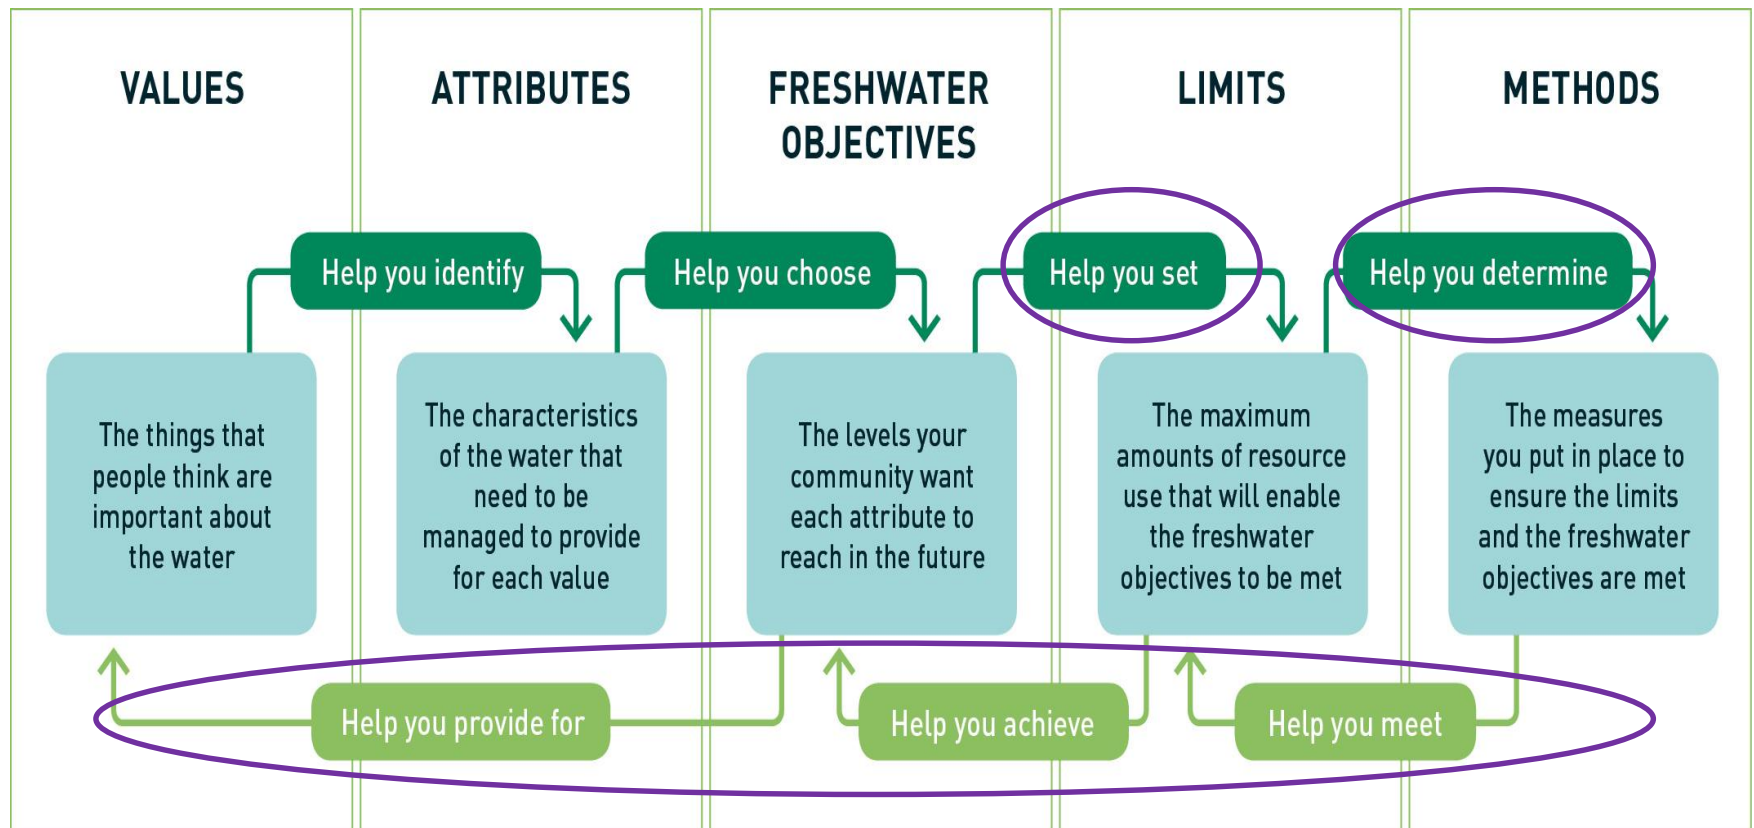 VALUES
ATTRIBUTES
FRESHWATER
OBJECTIVES
LIMITS
METHODS
Help you identify
Help you choose
Help you set
Help you determine
The things that
people think are
important about
the water
The characteristics
of the water that
need to be
managed to provide
for each value
The levels your
community want
each attribute to
reach in the future
The maximum
amounts of resource
use that will enable
the freshwater
objectives to be met
The measures
you put in place to
ensure the limits
and the freshwater
objectives are met
Help you provide for
Help you achieve
Help you meet